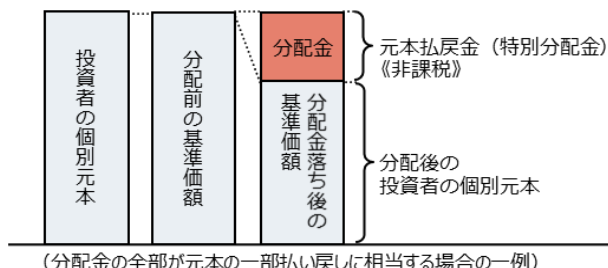 投資者の個別元本
分配前の基準価額
分配金
分配金落ち後の
基準価額
元本払戻金（特別分配金）
《非課税》
分配後の
投資者の個別元本
（分配金の全部が元本の一部払い戻しに相当する場合の一例）